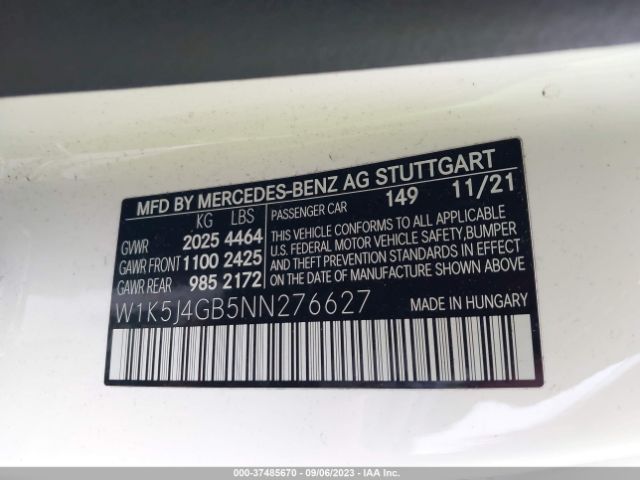 MFD BY MERCEDES-BENZ AG STUTTGART
KG LBS PASSENGER CAR 149 11/21
GVWR 2025 4464
GAWR FRONT 1100 2425
GAWR REAR 985 2172
THIS VEHICLE CONFORMS TO ALL APPLICABLE
U.S. FEDERAL MOTOR VEHICLE SAFETY,BUMPER
AND THEFT PREVENTION STANDARDS IN EFFECT
ON THE DATE OF MANUFACTURE SHOWN ABOVE.
W1K5J4GB5NN276627 MADE IN HUNGARY
000-37485670 - 09/06/2023 - IAA Inc.